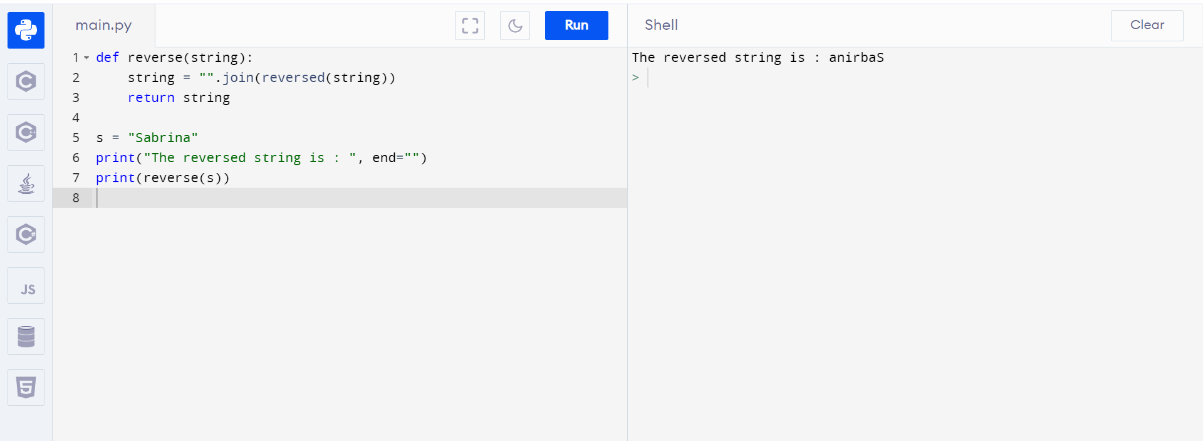 main.py
Run
Shell
Clear
1 def reverse(string):
2     string = "".join(reversed(string))
3     return string
4
5 s = "Sabrina"
6 print("The reversed string is : ", end="")
7 print(reverse(s))
8
The reversed string is : anirbaS
>
JS